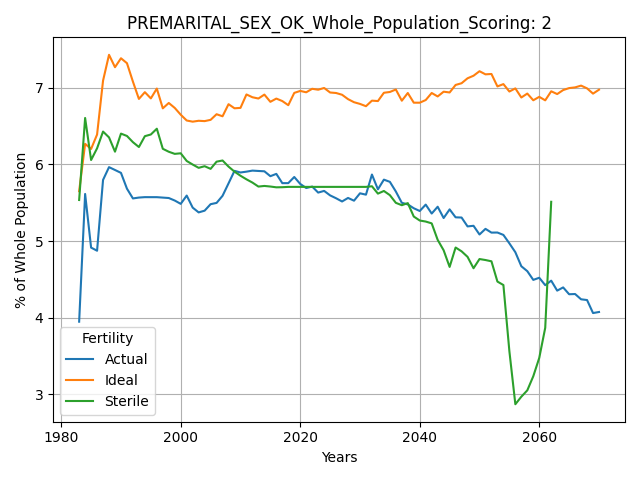 PREMARITAL_SEX_OK_Whole_Population_Scoring: 2
% of Whole Population
7
6
5
4
3
Fertility
Actual
Ideal
Sterile
1980 2000 2020 2040 2060
Years